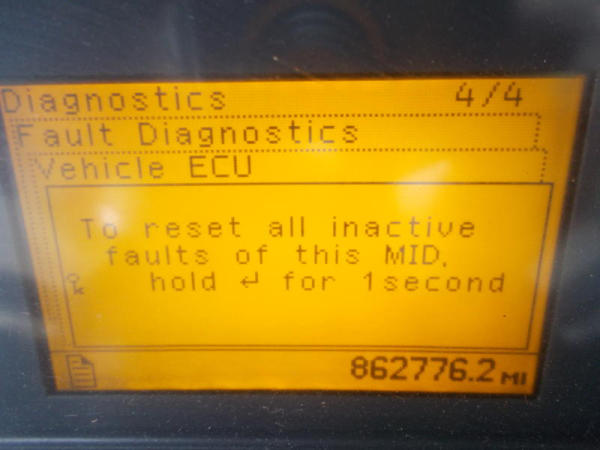 Diagnostics 4/4
Fault Diagnostics
Vehicle ECU
To reset all inactive
faults of this MID,
hold ↵ for 1second
862776.2 MI